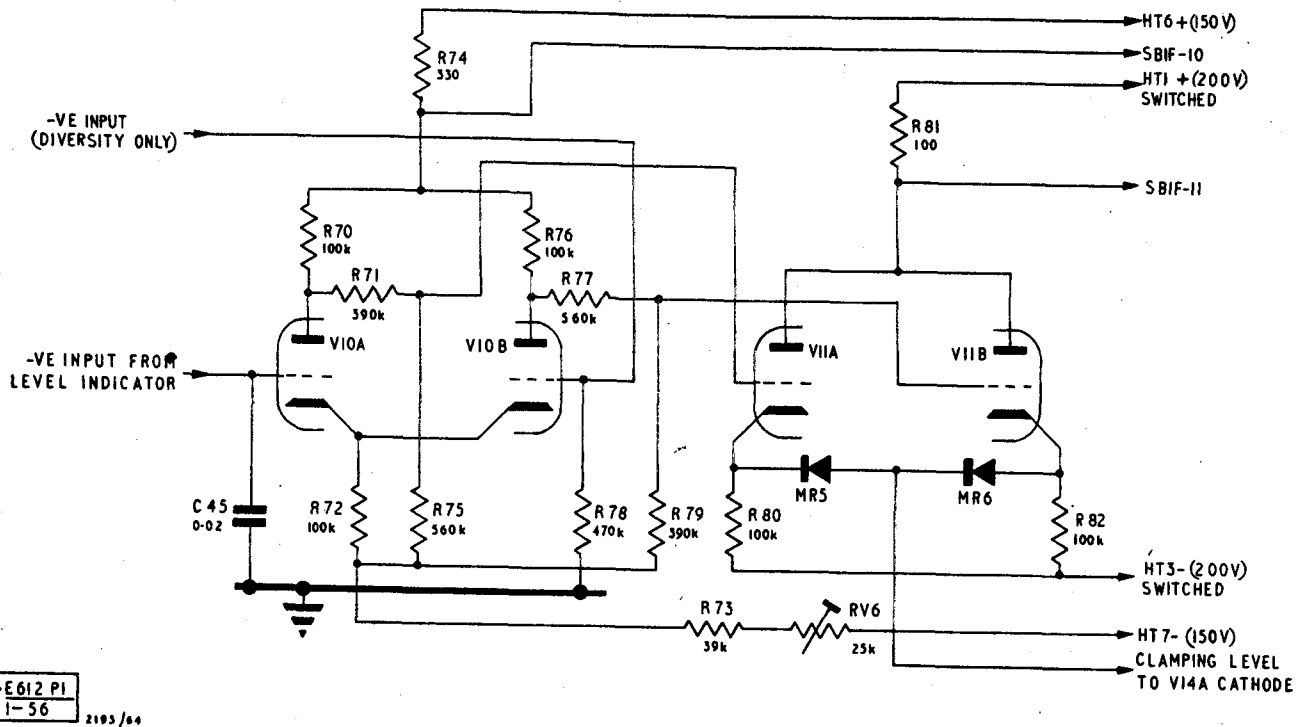 HT6+(150V)
R74
330
SBIF-10
HT1 +(200V)
SWITCHED
-VE INPUT
(DIVERSITY ONLY)
R81
100
SBIF-11
R70
100k
R76
100k
R71
390k
R77
560k
V10A
V10B
V11A
V11B
-VE INPUT FROM
LEVEL INDICATOR
MR5
MR6
C45
0-02
R72
100k
R75
560k
R78
470k
R79
390k
R80
100k
R82
100k
HT3-(200V)
SWITCHED
R73
39k
RV6
25k
HT7-(150V)
CLAMPING LEVEL
TO V14A CATHODE
E612 P1
1-56
2193/64